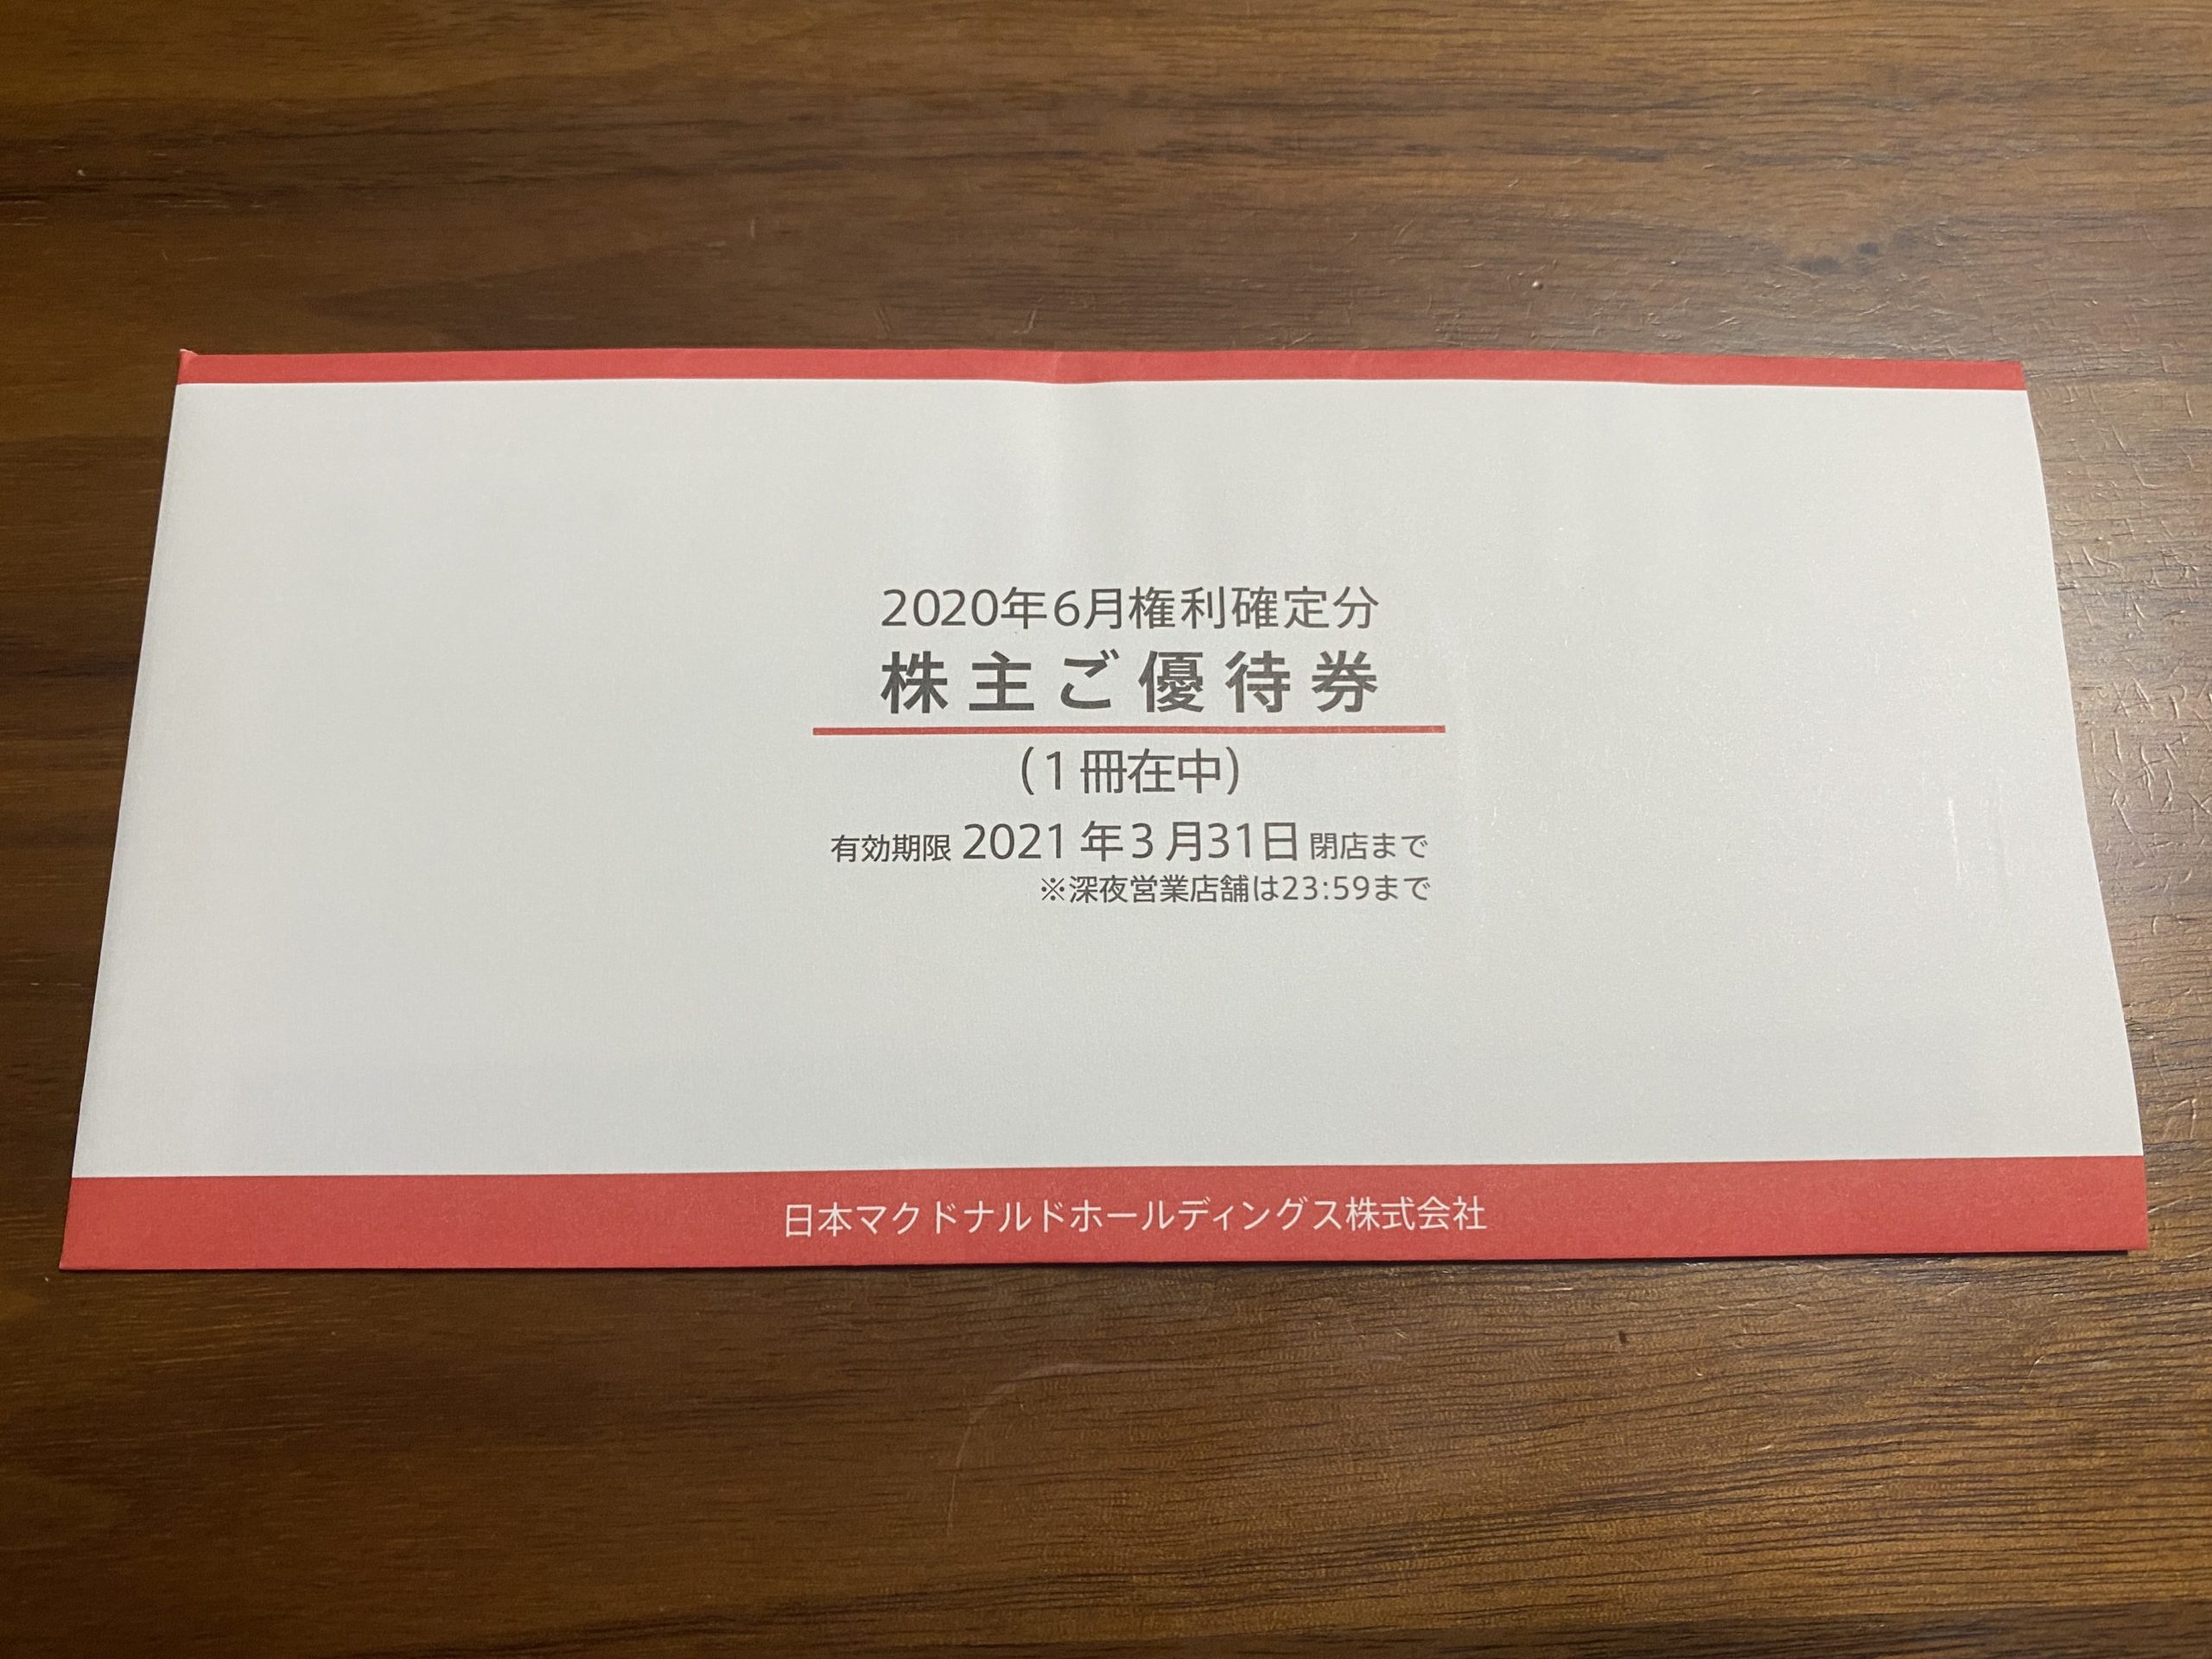 2020年6月権利確定分
株主ご優待券
（1冊在中）
有効期限 2021年3月31日 閉店まで
※深夜営業店舗は23:59まで
日本マクドナルドホールディングス株式会社